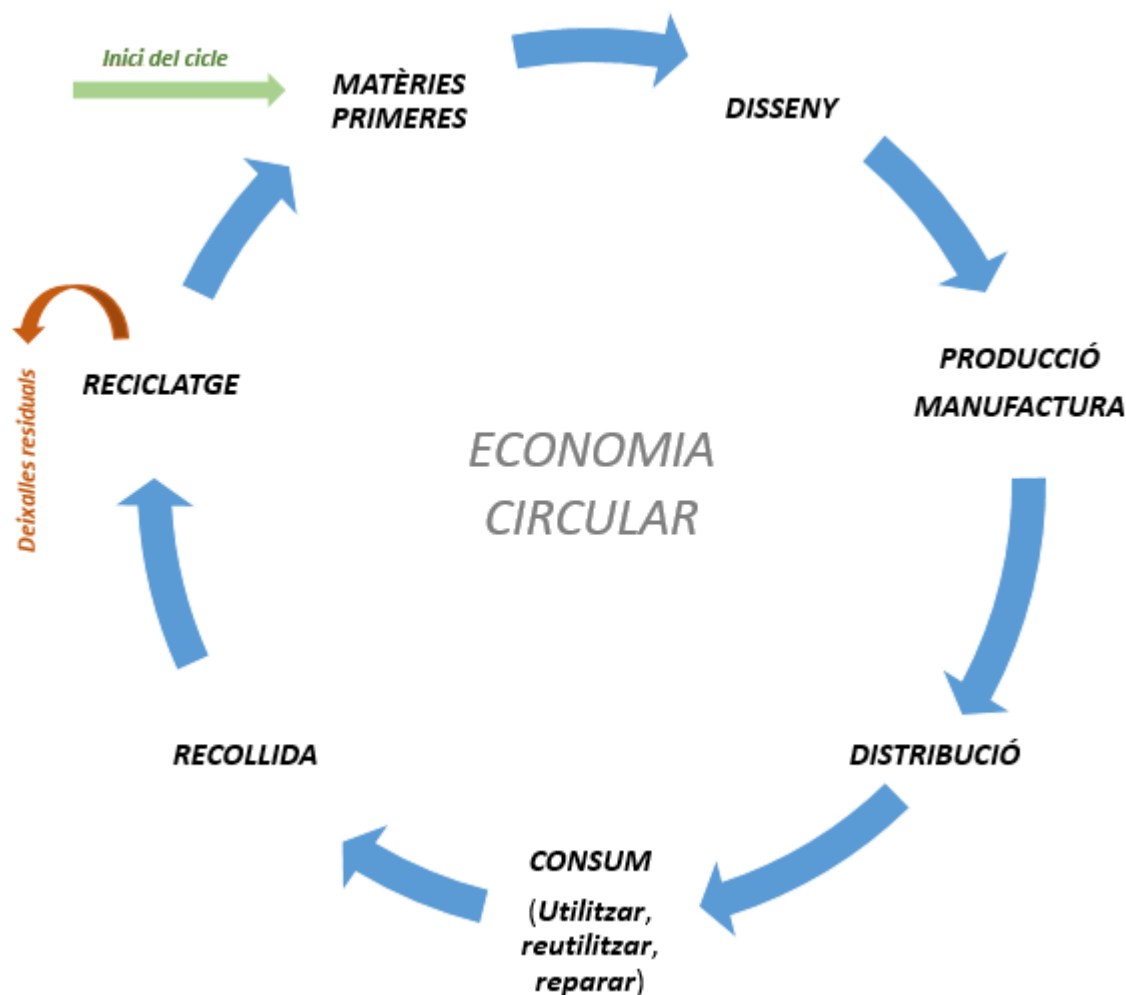 Inici del cicle
MATÈRIES
PRIMERES
DISSENY
PRODUCCIÓ
MANUFACTURA
DISTRIBUCIÓ
CONSUM
(Utilitzar,
reutilitzar,
reparar)
RECOLLIDA
RECICLATGE
Deixalles residuals
ECONOMIA
CIRCULAR